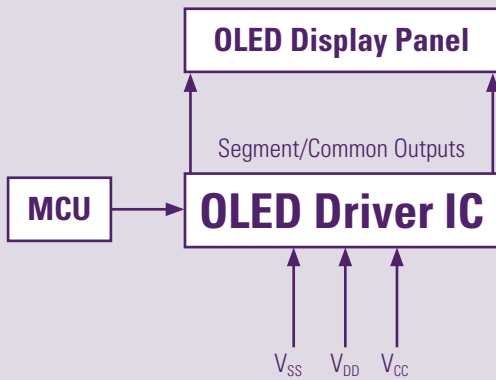 OLED Display Panel
Segment/Common Outputs
MCU
OLED Driver IC
VSS VDD VCC